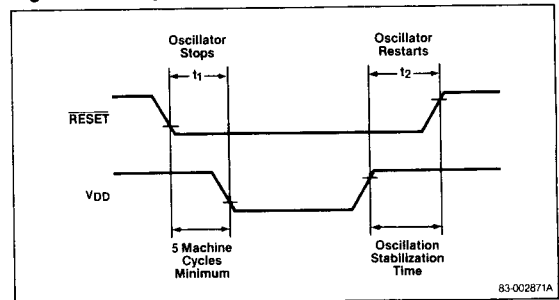 Oscillator
Stops
Oscillator
Restarts
t1
t2
RESET
VDD
5 Machine
Cycles
Minimum
Oscillation
Stabilization
Time
83-002871A